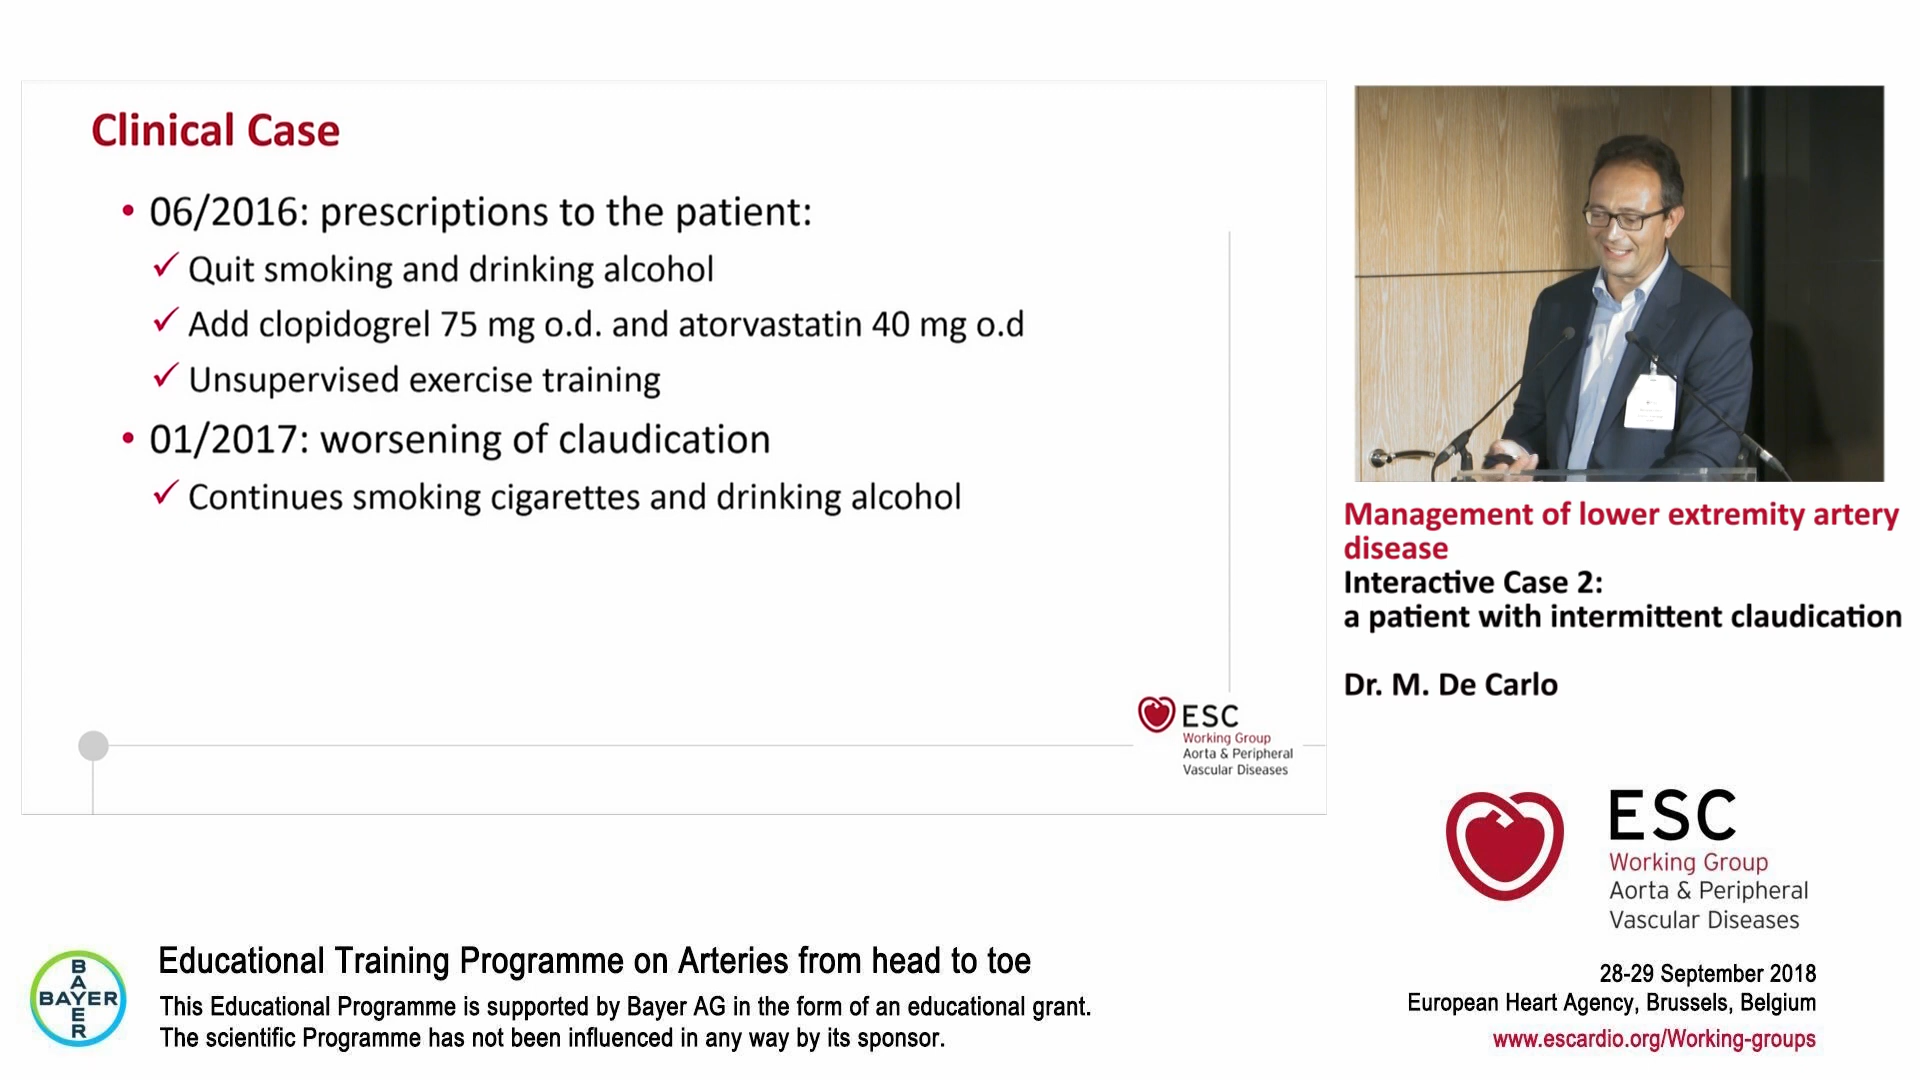 Clinical Case
• 06/2016: prescriptions to the patient:
✓ Quit smoking and drinking alcohol
✓ Add clopidogrel 75 mg o.d. and atorvastatin 40 mg o.d
✓ Unsupervised exercise training
• 01/2017: worsening of claudication
✓ Continues smoking cigarettes and drinking alcohol
ESC
Working Group
Aorta & Peripheral
Vascular Diseases
Management of lower extremity artery
disease
Interactive Case 2:
a patient with intermittent claudication
Dr. M. De Carlo
ESC
Working Group
Aorta & Peripheral
Vascular Diseases
BAYER
BAYER
Educational Training Programme on Arteries from head to toe
This Educational Programme is supported by Bayer AG in the form of an educational grant.
The scientific Programme has not been influenced in any way by its sponsor.
28-29 September 2018
European Heart Agency, Brussels, Belgium
www.escardio.org/Working-groups